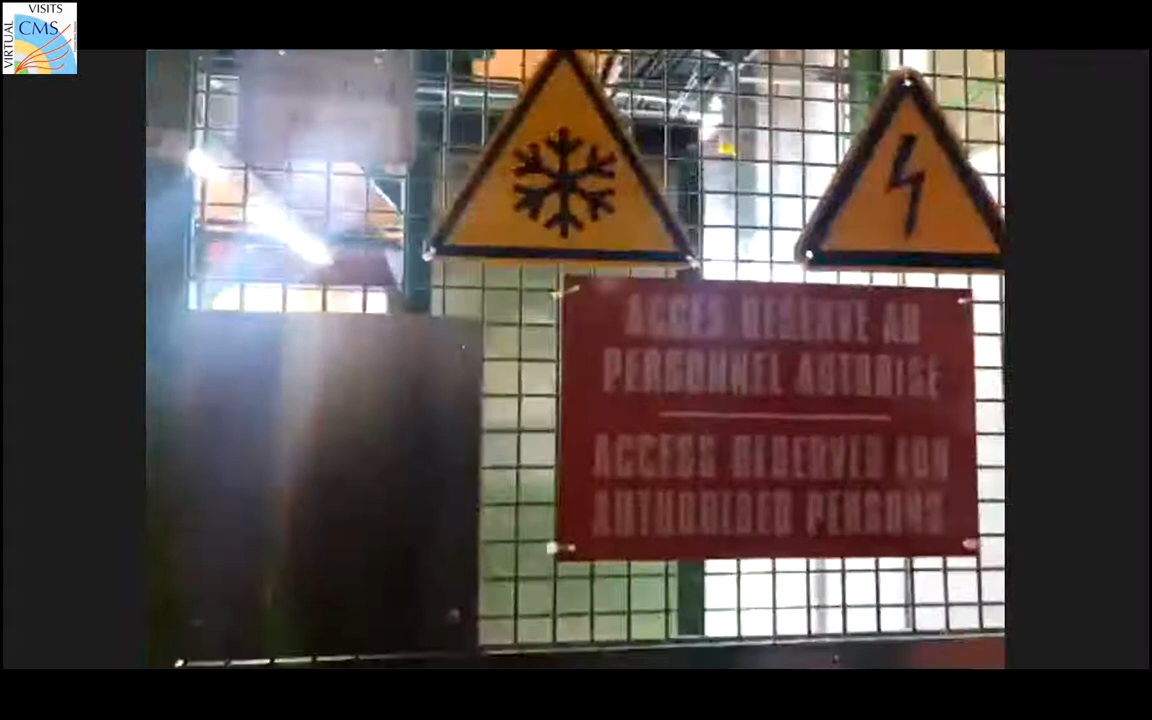 VISITS
VIRTUAL
CMS
ACCES RESERVE AU
PERSONNEL AUTORISE
ACCESS RESERVED FOR
AUTHORISED PERSONS